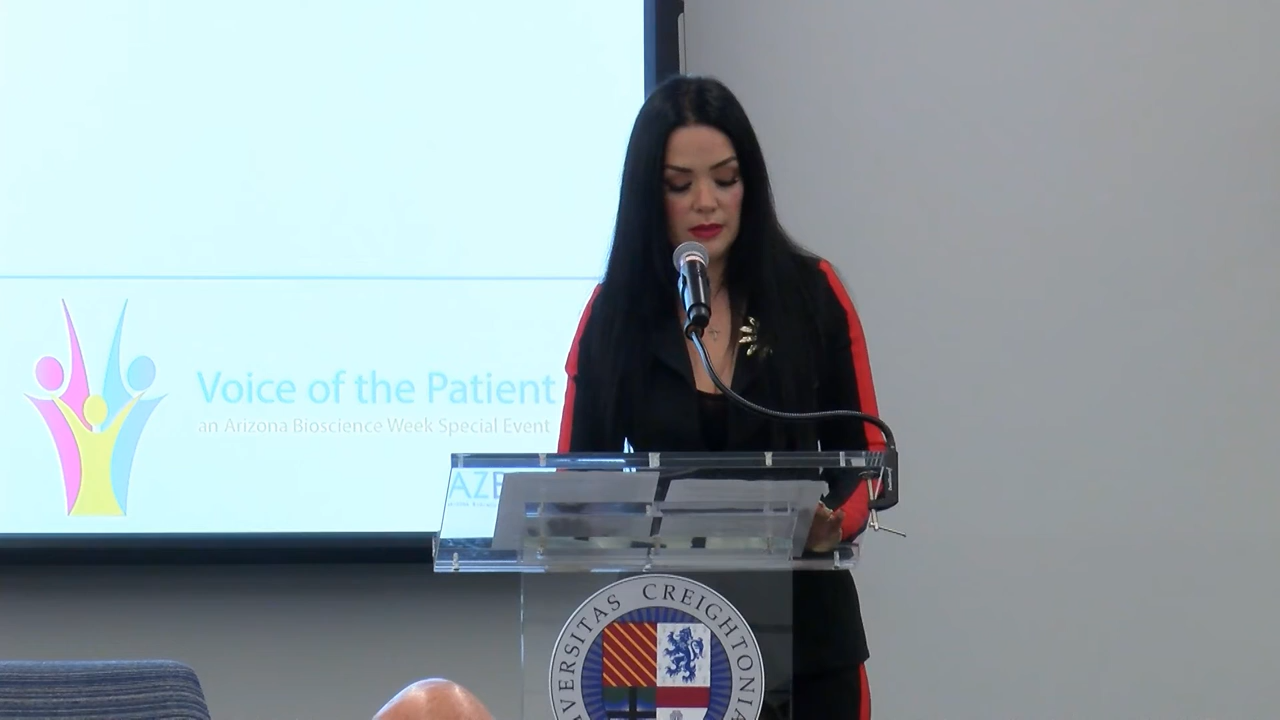 Voice of the Patient
an Arizona Bioscience Week Special Event
AZB
VERSITAS CREIGHTONIA